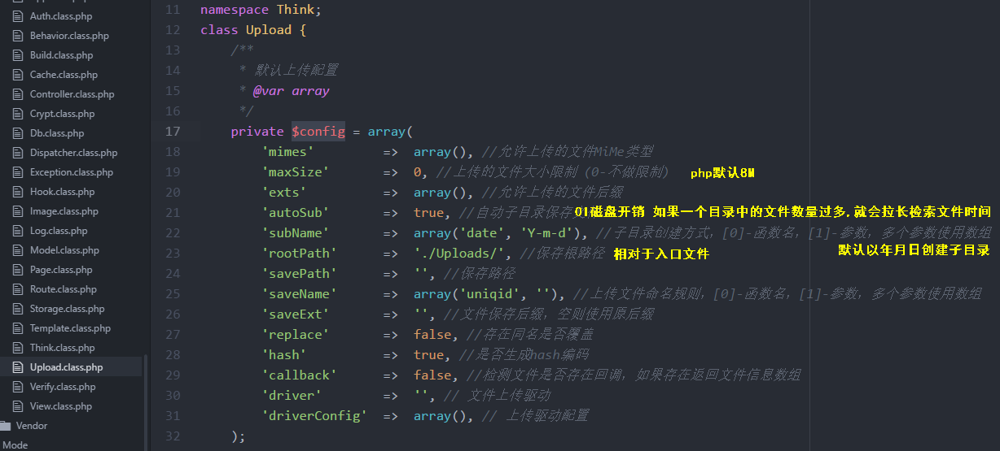 Auth.class.php
Behavior.class.php
Build.class.php
Cache.class.php
Controller.class.php
Crypt.class.php
Db.class.php
Dispatcher.class.php
Exception.class.php
Hook.class.php
Image.class.php
Log.class.php
Model.class.php
Page.class.php
Route.class.php
Storage.class.php
Template.class.php
Think.class.php
Upload.class.php
Verify.class.php
View.class.php
Vendor
Mode
11 namespace Think;
12 class Upload {
13 /**
14 * 默认上传配置
15 * @var array
16 */
17 private $config = array(
18 'mimes' => array(), //允许上传的文件MiMe类型
19 'maxSize' => 0, //上传的文件大小限制 (0-不做限制) php默认8M
20 'exts' => array(), //允许上传的文件后缀
21 'autoSub' => true, //自动子目录保存 OI磁盘开销 如果一个目录中的文件数量过多,就会拉长检索文件时间
22 'subName' => array('date', 'Y-m-d'), //子目录创建方式，[0]-函数名，[1]-参数，多个参数使用数组
23 'rootPath' => './Uploads/', //保存根路径 相对于入口文件 默认以年月日创建子目录
24 'savePath' => '', //保存路径
25 'saveName' => array('uniqid', ''), //上传文件命名规则，[0]-函数名，[1]-参数，多个参数使用数组
26 'saveExt' => '', //文件保存后缀，空则使用原后缀
27 'replace' => false, //存在同名是否覆盖
28 'hash' => true, //是否生成hash编码
29 'callback' => false, //检测文件是否存在回调，如果存在返回文件信息数组
30 'driver' => '', // 文件上传驱动
31 'driverConfig' => array(), // 上传驱动配置
32 );